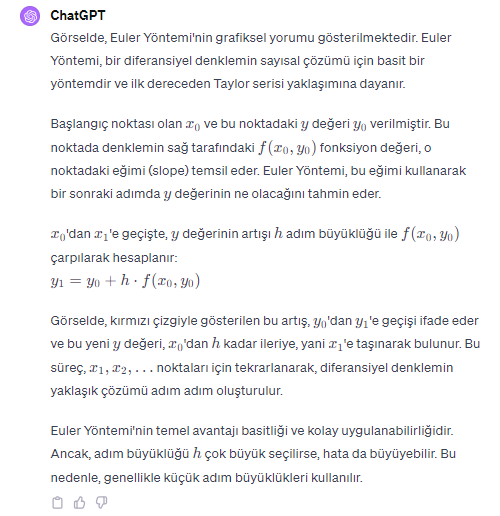 ChatGPT
Görselde, Euler Yöntemi'nin grafiksel yorumu gösterilmektedir. Euler
Yöntemi, bir diferansiyel denklemin sayısal çözümü için basit bir
yöntemdir ve ilk dereceden Taylor serisi yaklaşımına dayanır.
Başlangıç noktası olan x₀ ve bu noktadaki y değeri y₀ verilmiştir. Bu
noktada denklemin sağ tarafındaki f(x₀, y₀) fonksiyon değeri, o
noktadaki eğimi (slope) temsil eder. Euler Yöntemi, bu eğimi kullanarak
bir sonraki adımda y değerinin ne olacağını tahmin eder.
x₀'dan x₁'e geçişte, y değerinin artışı h adım büyüklüğü ile f(x₀, y₀)
çarpılarak hesaplanır:
y₁ = y₀ + h · f(x₀, y₀)
Görselde, kırmızı çizgiyle gösterilen bu artış, y₀'dan y₁'e geçişi ifade eder
ve bu yeni y değeri, x₀'dan h kadar ileriye, yani x₁'e taşınarak bulunur. Bu
süreç, x₁, x₂, ... noktaları için tekrarlanarak, diferansiyel denklemin
yaklaşık çözümü adım adım oluşturulur.
Euler Yöntemi'nin temel avantajı basitliği ve kolay uygulanabilirliğidir.
Ancak, adım büyüklüğü h çok büyük seçilirse, hata da büyüyebilir. Bu
nedenle, genellikle küçük adım büyüklükleri kullanılır.